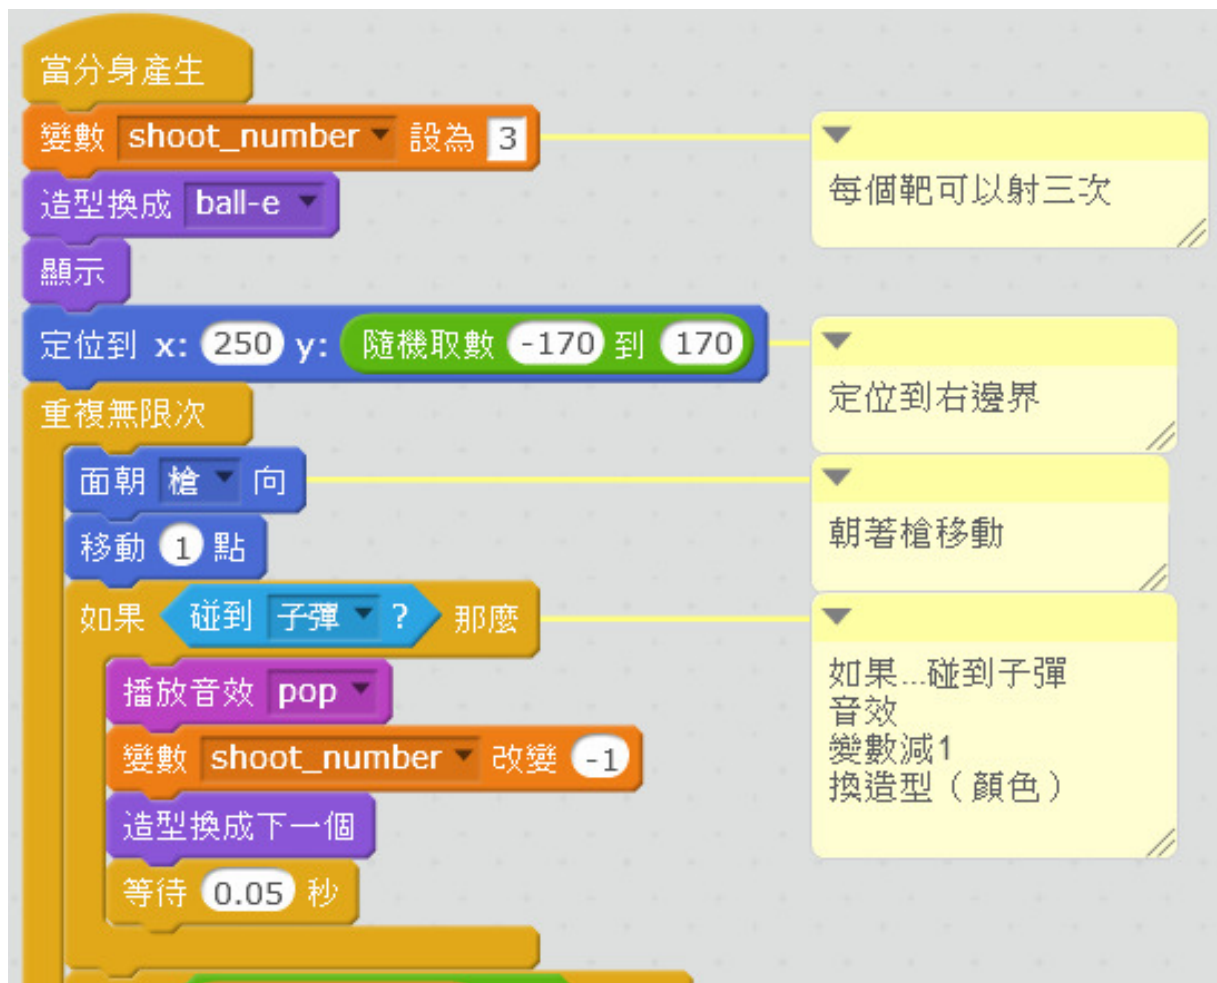 當分身產生
變數 shoot_number 設為 3
每個靶可以射三次
造型換成 ball-e
顯示
定位到 x: 250 y: 隨機取數 -170 到 170
定位到右邊界
重複無限次
面朝 槍 向
朝著槍移動
移動 1 點
如果 碰到 子彈 ? 那麼
如果...碰到子彈
音效
變數減1
換造型（顏色）
播放音效 pop
變數 shoot_number 改變 -1
造型換成下一個
等待 0.05 秒